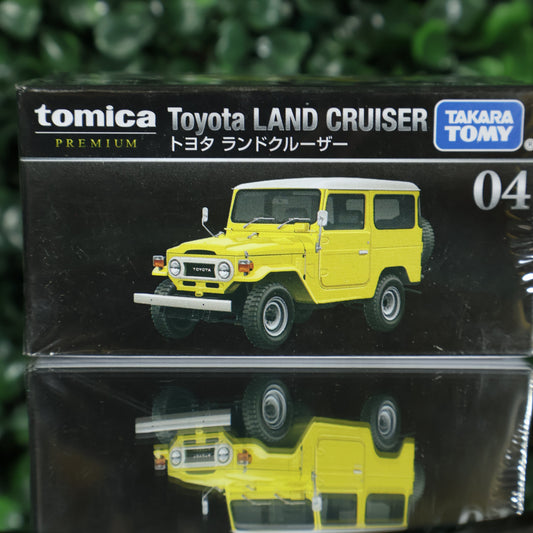 tomica
PREMIUM
Toyota LAND CRUISER
トヨタ ランドクルーザー
TAKARA
TOMY
04
TOYOTA